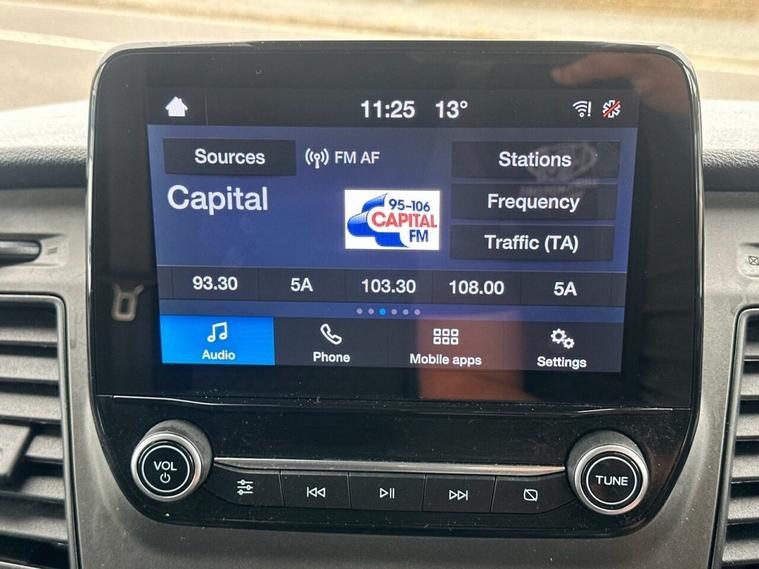 11:25 13°
Sources FM AF Stations
Capital
95-106
CAPITAL
FM
Frequency
Traffic (TA)
93.30 5A 103.30 108.00 5A
Audio Phone Mobile apps Settings
VOL
TUNE